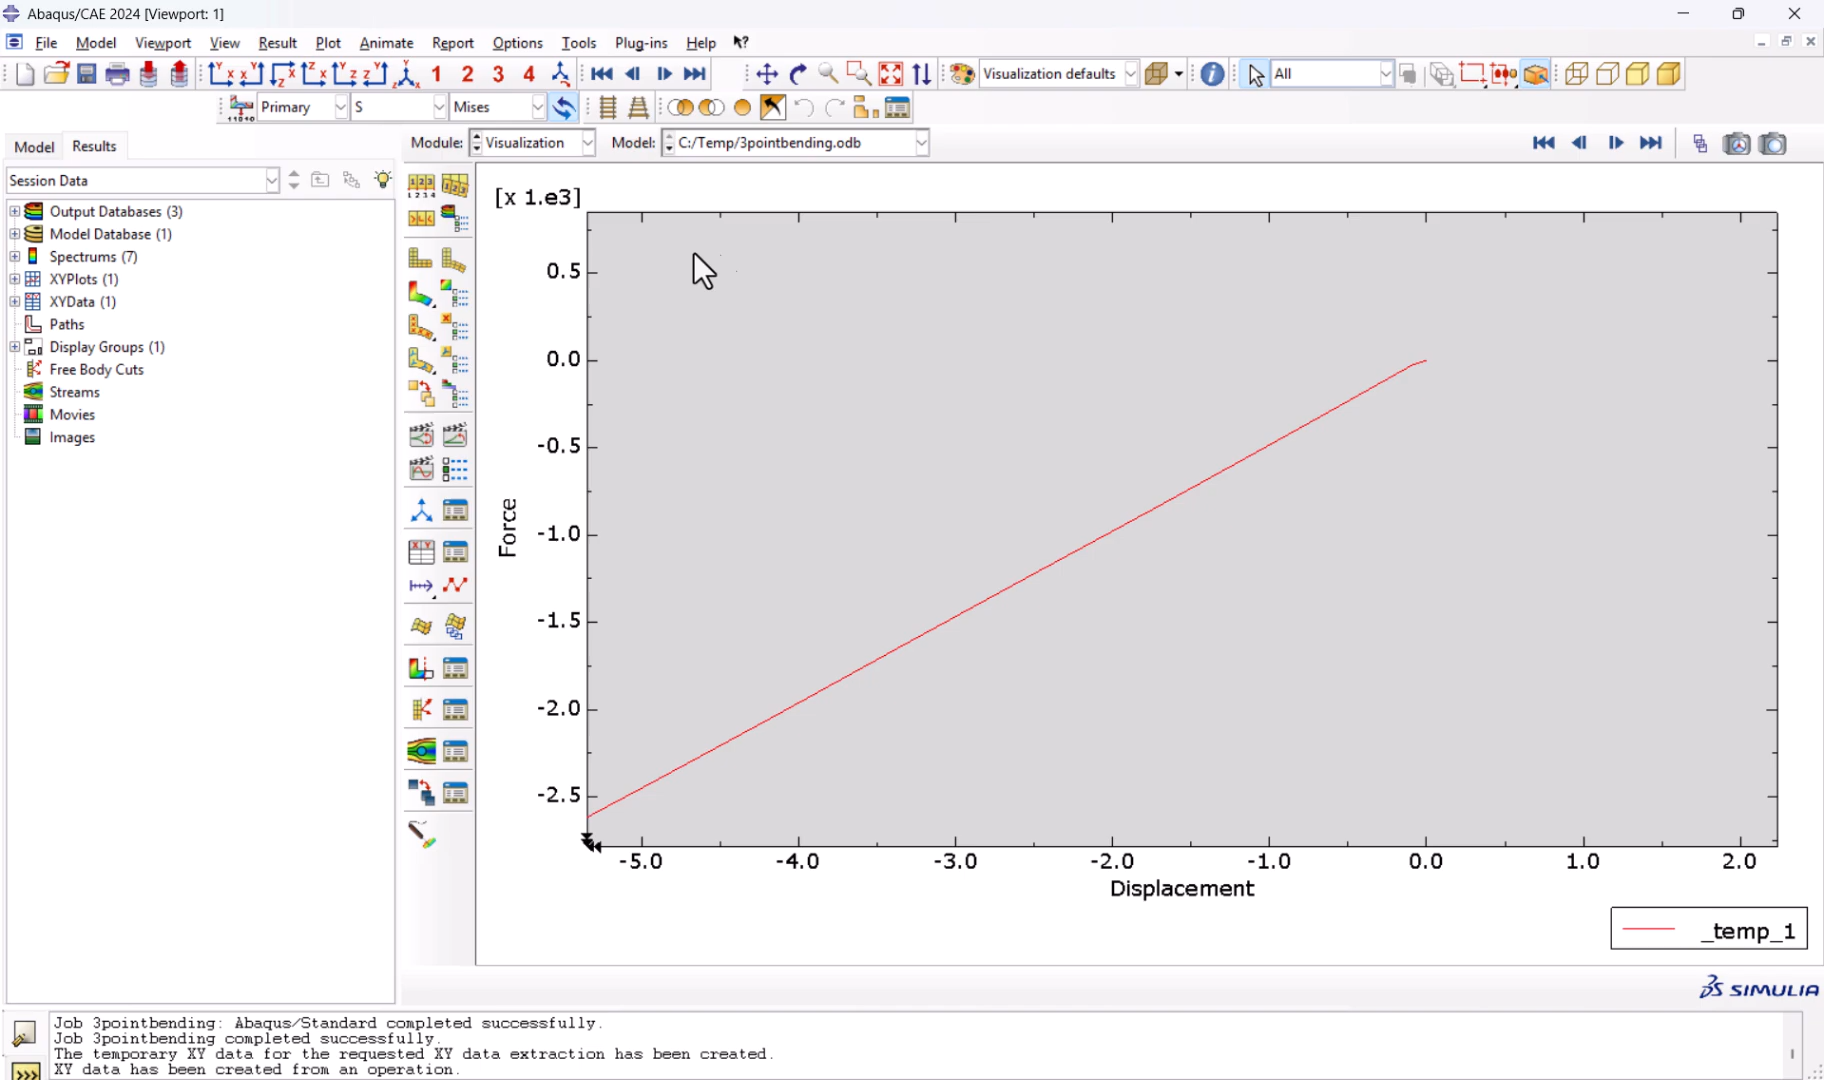 Abaqus/CAE 2024 [Viewport: 1]
File Model Viewport View Result Plot Animate Report Options Tools Plug-ins Help
1 2 3 4 Visualization defaults All
Primary S Mises
Model Results Module: Visualization Model: C:/Temp/3pointbending.odb
Session Data
Output Databases (3)
Model Database (1)
Spectrums (7)
XYPlots (1)
XYData (1)
Paths
Display Groups (1)
Free Body Cuts
Streams
Movies
Images
[x 1.e3]
0.5
0.0
-0.5
-1.0
-1.5
-2.0
-2.5
Force
-5.0 -4.0 -3.0 -2.0 -1.0 0.0 1.0 2.0
Displacement
_temp_1
SIMULIA
Job 3pointbending: Abaqus/Standard completed successfully.
Job 3pointbending completed successfully.
The temporary XY data for the requested XY data extraction has been created.
XY data has been created from an operation.